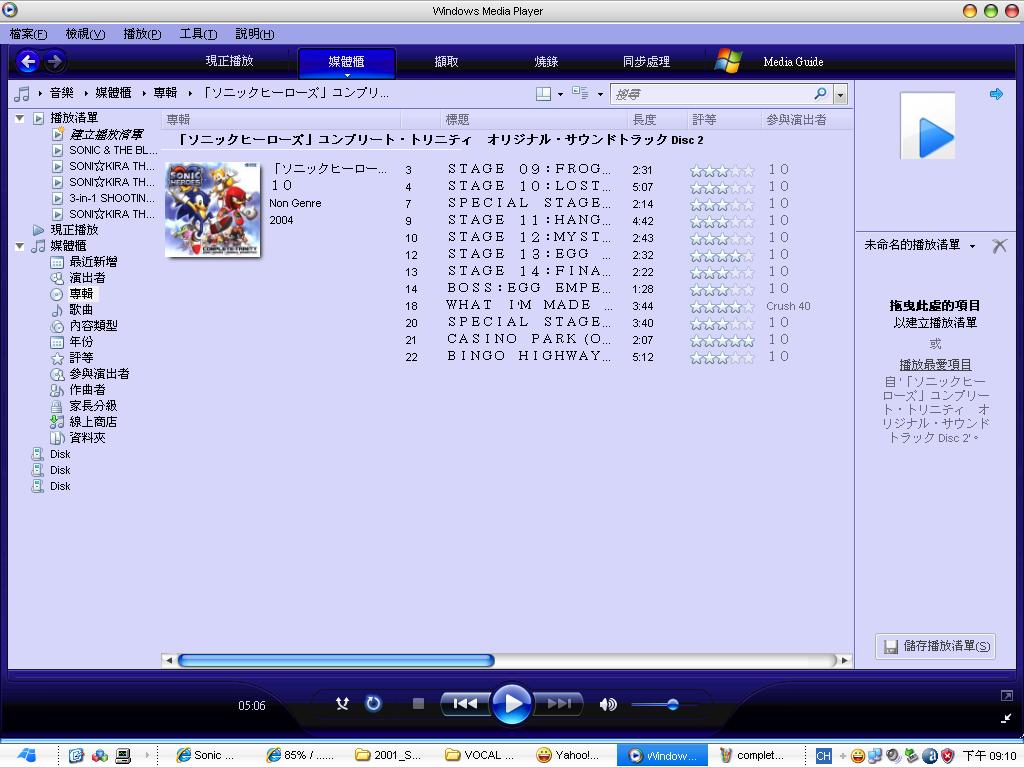 Windows Media Player
檔案(F) 檢視(V) 播放(P) 工具(T) 說明(H)
現正播放 媒體櫃 擷取 燒錄 同步處理 Media Guide
音樂 媒體櫃 專輯 「ソニックヒーローズ」コンプリ... 搜尋
播放清單
建立播放清單
SONIC & THE BL...
SONI☆KIRA TH...
SONI☆KIRA TH...
3-in-1 SHOOTIN...
SONI☆KIRA TH...
現正播放
媒體櫃
最近新增
演出者
專輯
歌曲
內容類型
年份
評等
參與演出者
作曲者
家長分級
線上商店
資料夾
Disk
Disk
Disk
專輯 標題 長度 評等 參與演出者
「ソニックヒーローズ」コンプリート・トリニティ オリジナル・サウンドトラック Disc 2
SONIC HEROES
COMPLETE TRINITY
「ソニックヒーロー...
１０
Non Genre
2004
3 ＳＴＡＧＥ ０９：ＦＲＯＧ... 2:31 １０
4 ＳＴＡＧＥ １０：ＬＯＳＴ... 5:07 １０
7 ＳＰＥＣＩＡＬ ＳＴＡＧＥ... 2:14 １０
9 ＳＴＡＧＥ １１：ＨＡＮＧ... 4:42 １０
10 ＳＴＡＧＥ １２：ＭＹＳＴ... 2:43 １０
12 ＳＴＡＧＥ １３：ＥＧＧ ... 2:32 １０
13 ＳＴＡＧＥ １４：ＦＩＮＡ... 2:22 １０
14 ＢＯＳＳ：ＥＧＧ ＥＭＰＥ... 1:28 １０
18 ＷＨＡＴ Ｉ'Ｍ ＭＡＤＥ ... 3:44 Crush 40
20 ＳＰＥＣＩＡＬ ＳＴＡＧＥ... 3:40 １０
21 ＣＡＳＩＮＯ ＰＡＲＫ（Ｏ... 2:07 １０
22 ＢＩＮＧＯ ＨＩＧＨＷＡＹ... 5:12 １０
未命名的播放清單
拖曳此處的項目
以建立播放清單
或
播放最愛項目
自 '「ソニックヒー
ローズ」コンプリー
ト・トリニティ オ
リジナル・サウンド
トラック Disc 2'。
儲存播放清單(S)
05:06
Sonic ... 85% / ...... 2001_S... VOCAL ... Yahoo!... Window... complet... CH 下午 09:10